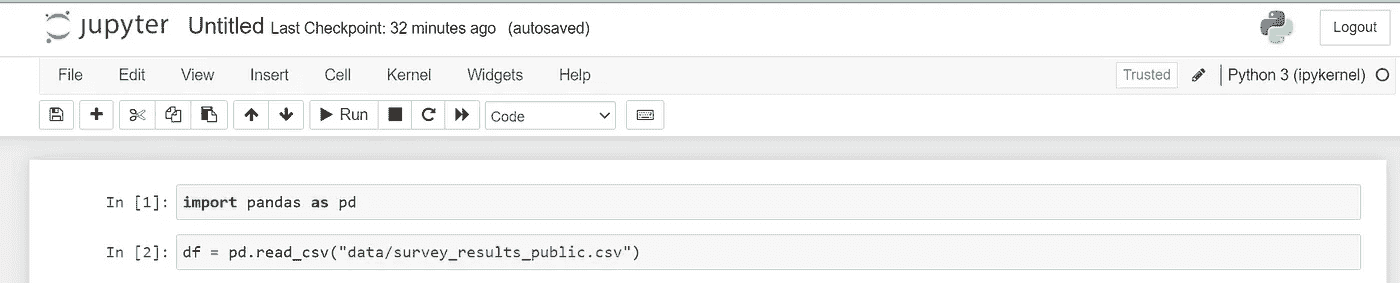 jupyter Untitled Last Checkpoint: 32 minutes ago (autosaved) Logout
File Edit View Insert Cell Kernel Widgets Help Trusted Python 3 (ipykernel)
Run Code
In [1]: import pandas as pd
In [2]: df = pd.read_csv("data/survey_results_public.csv")